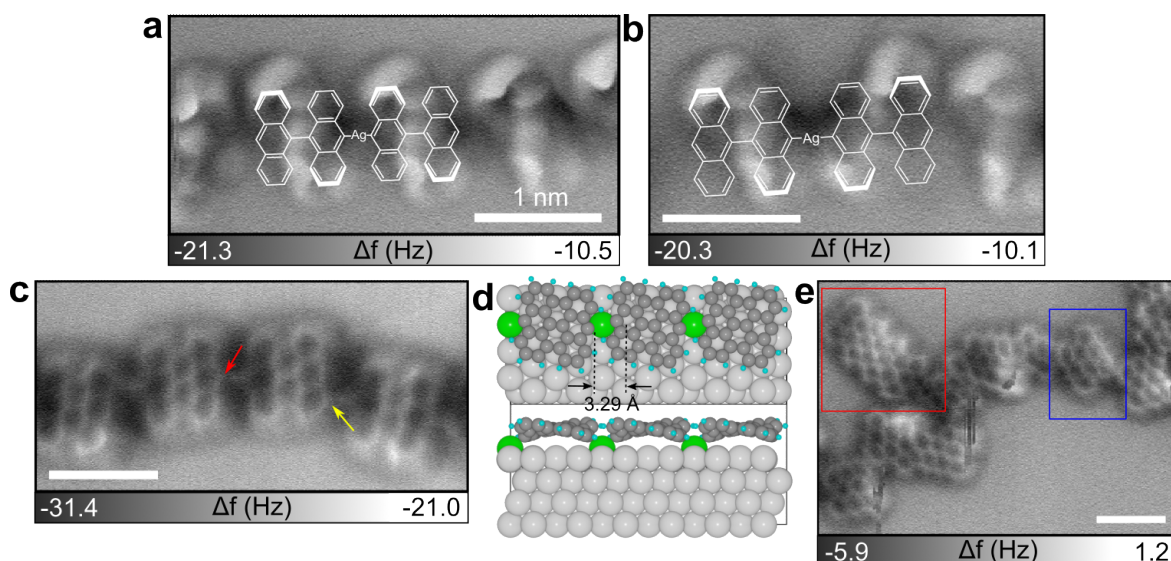 a
b
Ag
Ag
1 nm
-21.3 Δf (Hz) -10.5
-20.3 Δf (Hz) -10.1
c
d
e
3.29 Å
-31.4 Δf (Hz) -21.0
-5.9 Δf (Hz) 1.2